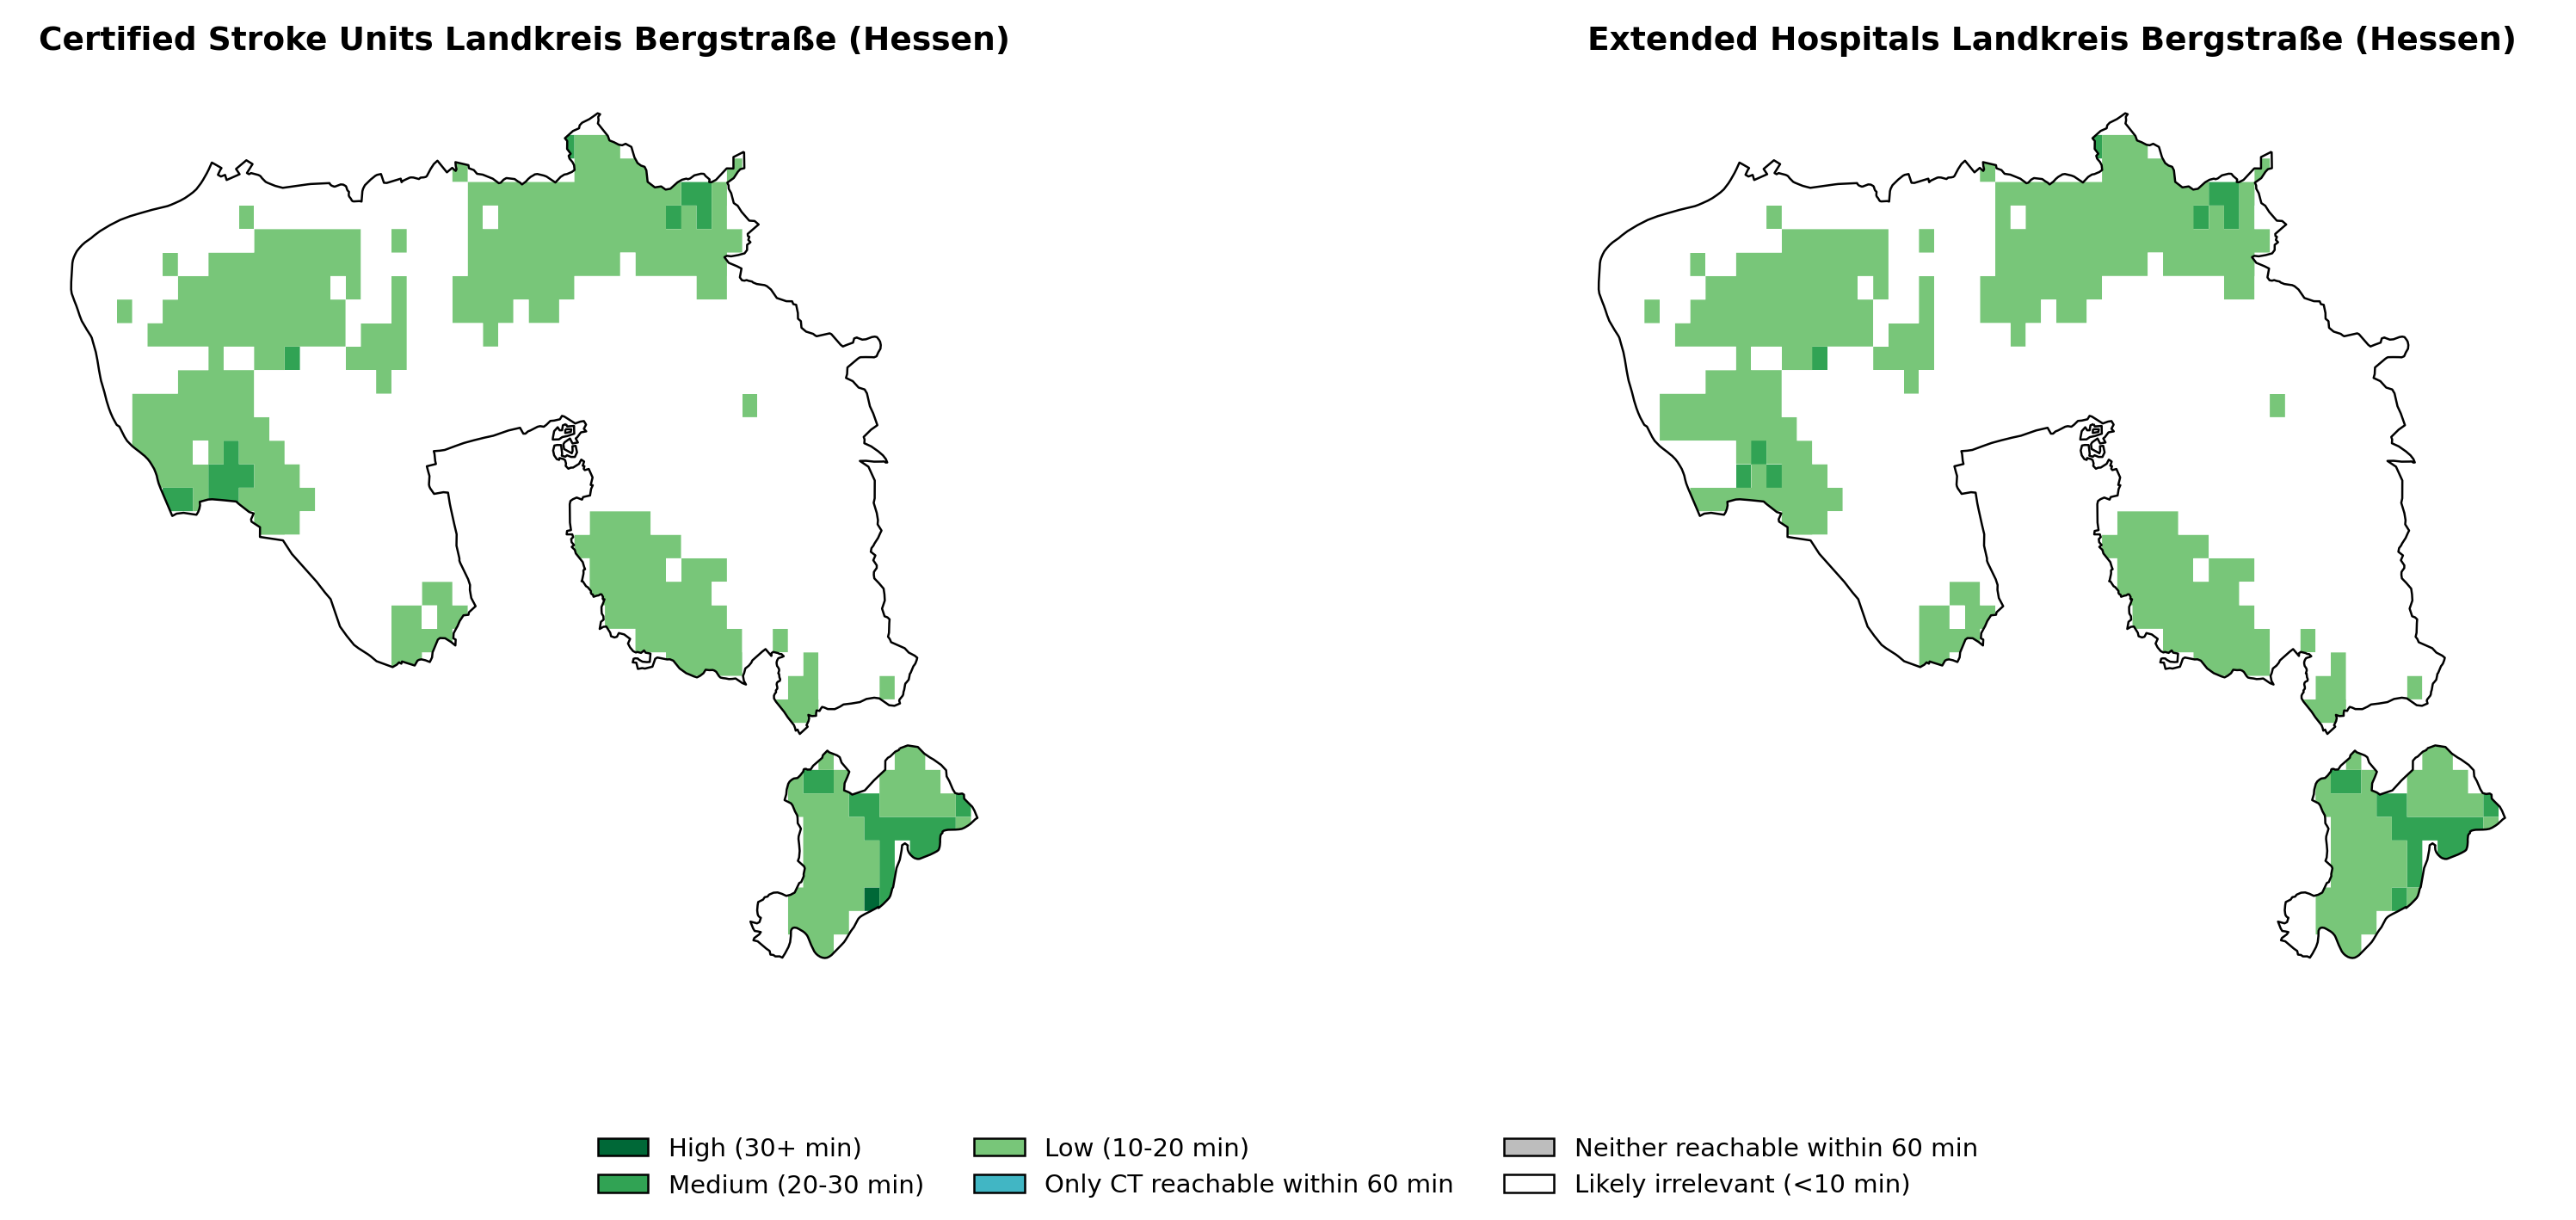 Certified Stroke Units Landkreis Bergstraße (Hessen)
Extended Hospitals Landkreis Bergstraße (Hessen)
High (30+ min)
Medium (20-30 min)
Low (10-20 min)
Only CT reachable within 60 min
Neither reachable within 60 min
Likely irrelevant (<10 min)